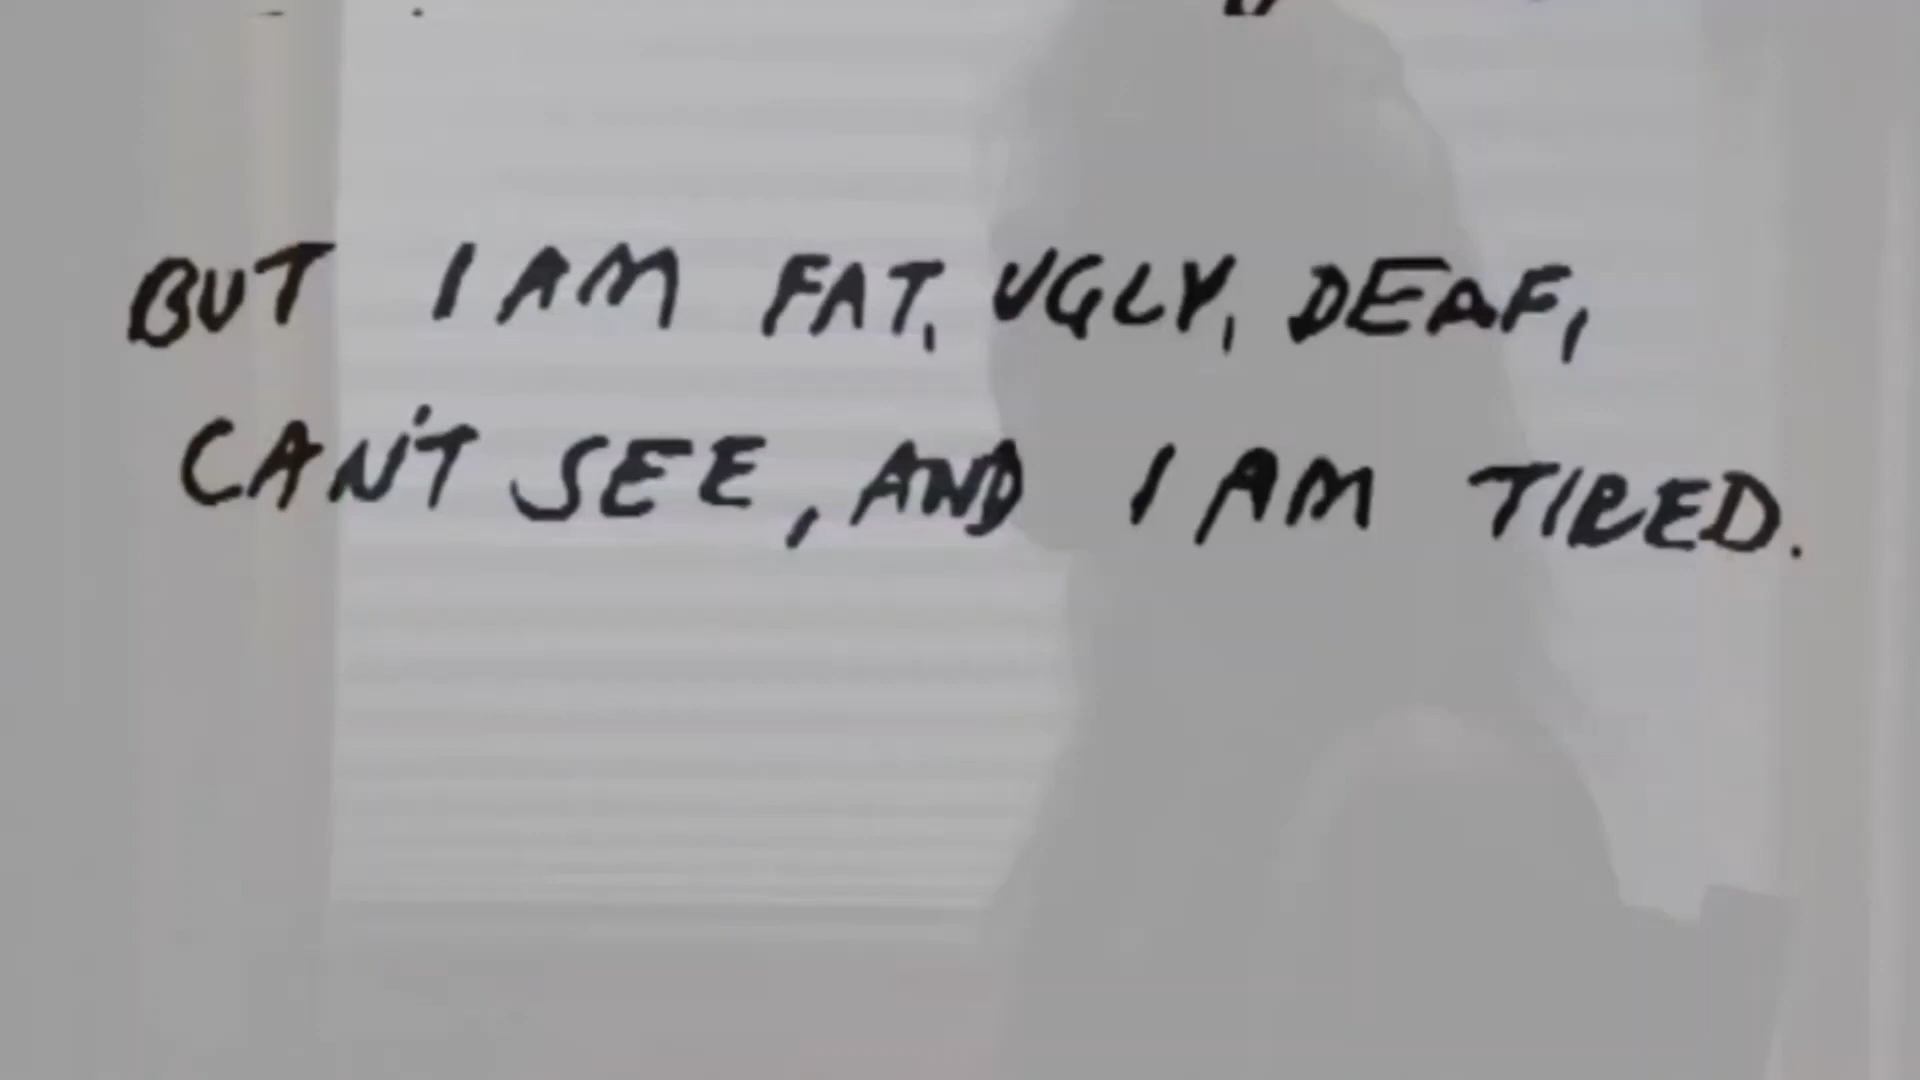 BUT I AM FAT, UGLY, DEAF,
CAN'T SEE, AND I AM TIRED.